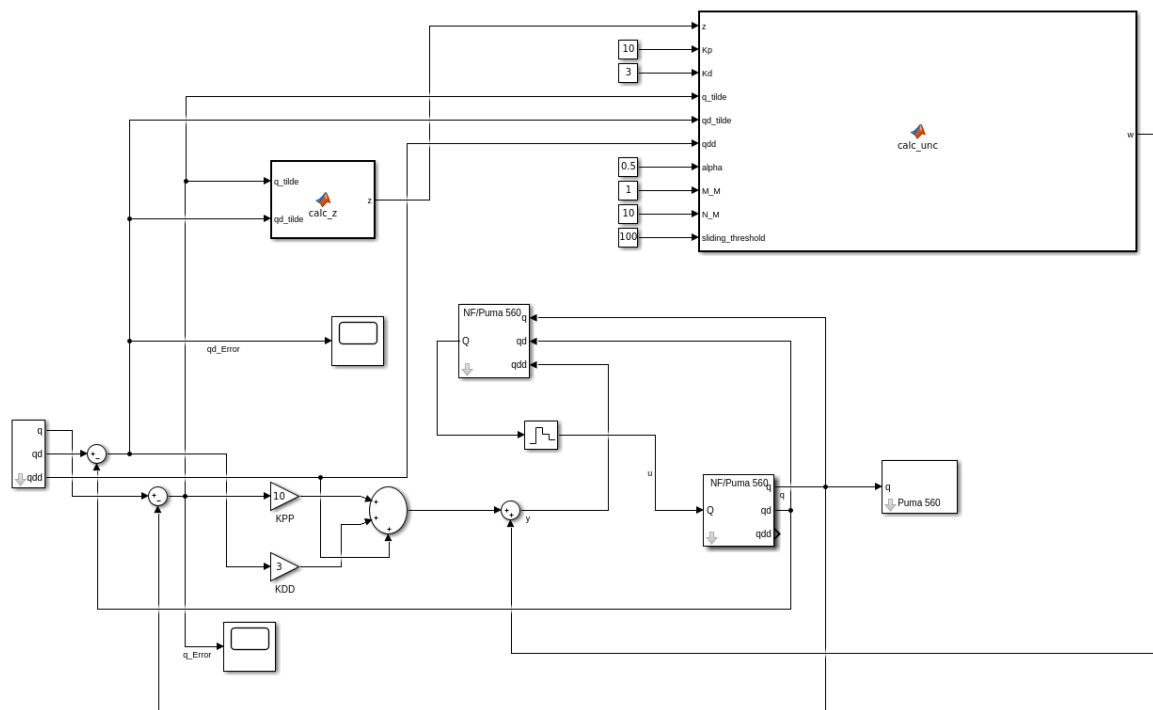 z
10
Kp
3
Kd
q_tilde
qd_tilde
qdd
calc_unc
w
0.5
alpha
1
M_M
10
N_M
100
sliding_threshold
q_tilde
z
calc_z
qd_tilde
NF/Puma 560
q
Q
qd
qdd
qd_Error
q
qd
qdd
+
-
+
-
10
KPP
+
+
+
3
KDD
+
+
y
u
NF/Puma 560
q
q
Q
qd
qdd
q
Puma 560
q_Error